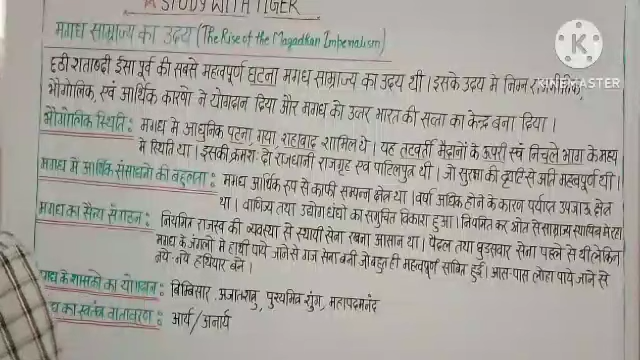 STUDY WITH TIGER
मगध साम्राज्य का उदय (The Rise of the Magadhan Imperialism)
K
KINEMASTER
छठी शताब्दी ईसा पूर्व की सबसे महत्वपूर्ण घटना मगध साम्राज्य का उदय थी। इसके उदय में निम्न राजनीतिक,
भौगोलिक, एवं आर्थिक कारणों ने योगदान दिया और मगध को उत्तर भारत की सत्ता का केन्द्र बना दिया।
भौगोलिक स्थिति: मगध में आधुनिक पटना, गया, शाहाबाद शामिल थे। यह तटवर्ती मैदानों के ऊपरी एवं निचले भाग के मध्य
में स्थित था। इसकी क्रमशः दो राजधानी राजगृह एवं पाटलिपुत्र थी। जो सुरक्षा की दृष्टि से अति महत्वपूर्ण थी।
मगध में आर्थिक संसाधनों की बहुलता: मगध आर्थिक रूप से काफी सम्पन्न क्षेत्र था। वर्षा अधिक होने के कारण पर्याप्त उपजाऊ क्षेत्र
था। वाणिज्य तथा उद्योग धंधों का समुचित विकास हुआ। नियमित कर स्रोत से साम्राज्य
मगध का सैन्य संगठन: नियमित राजस्व की व्यवस्था से स्थायी सेना रखना आसान था। पैदल तथा घुड़सवार सेना पहले से थी लेकिन
मगध के जंगलों में हाथी पाये जाने से गज सेना बनी जो बहुत ही महत्वपूर्ण साबित हुई। आस-पास लोहा पाये जाने से
नये-नये हथियार बने।
के शासकों का योगदान: बिम्बिसार, अजातशत्रु, पुष्यमित्र शुंग, महापदमनंद
का स्वतंत्र वातावरण: आर्य/अनार्य